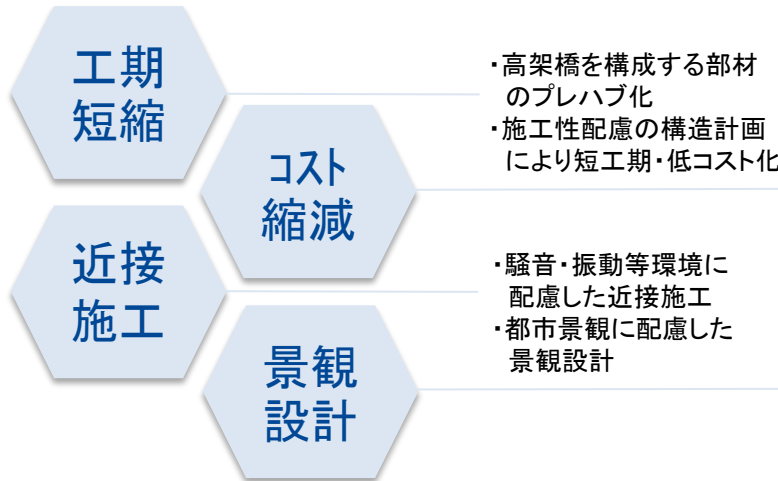 工期
短縮
・高架橋を構成する部材
のプレハブ化
・施工性配慮の構造計画
により短工期・低コスト化
コスト
縮減
近接
施工
・騒音・振動等環境に
配慮した近接施工
・都市景観に配慮した
景観設計
景観
設計